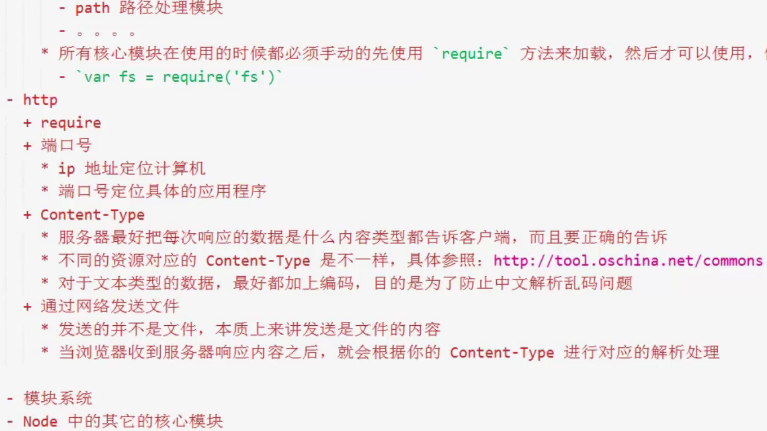 - path 路径处理模块
- 。。。。
* 所有核心模块在使用的时候都必须手动的先使用 `require` 方法来加载，然后才可以使用，
- `var fs = require('fs')`
- http
+ require
+ 端口号
* ip 地址定位计算机
* 端口号定位具体的应用程序
+ Content-Type
* 服务器最好把每次响应的数据是什么内容类型都告诉客户端，而且要正确的告诉
* 不同的资源对应的 Content-Type 是不一样，具体参照：http://tool.oschina.net/commons
* 对于文本类型的数据，最好都加上编码，目的是为了防止中文解析乱码问题
+ 通过网络发送文件
* 发送的并不是文件，本质上来讲发送是文件的内容
* 当浏览器收到服务器响应内容之后，就会根据你的 Content-Type 进行对应的解析处理
- 模块系统
- Node 中的其它的核心模块